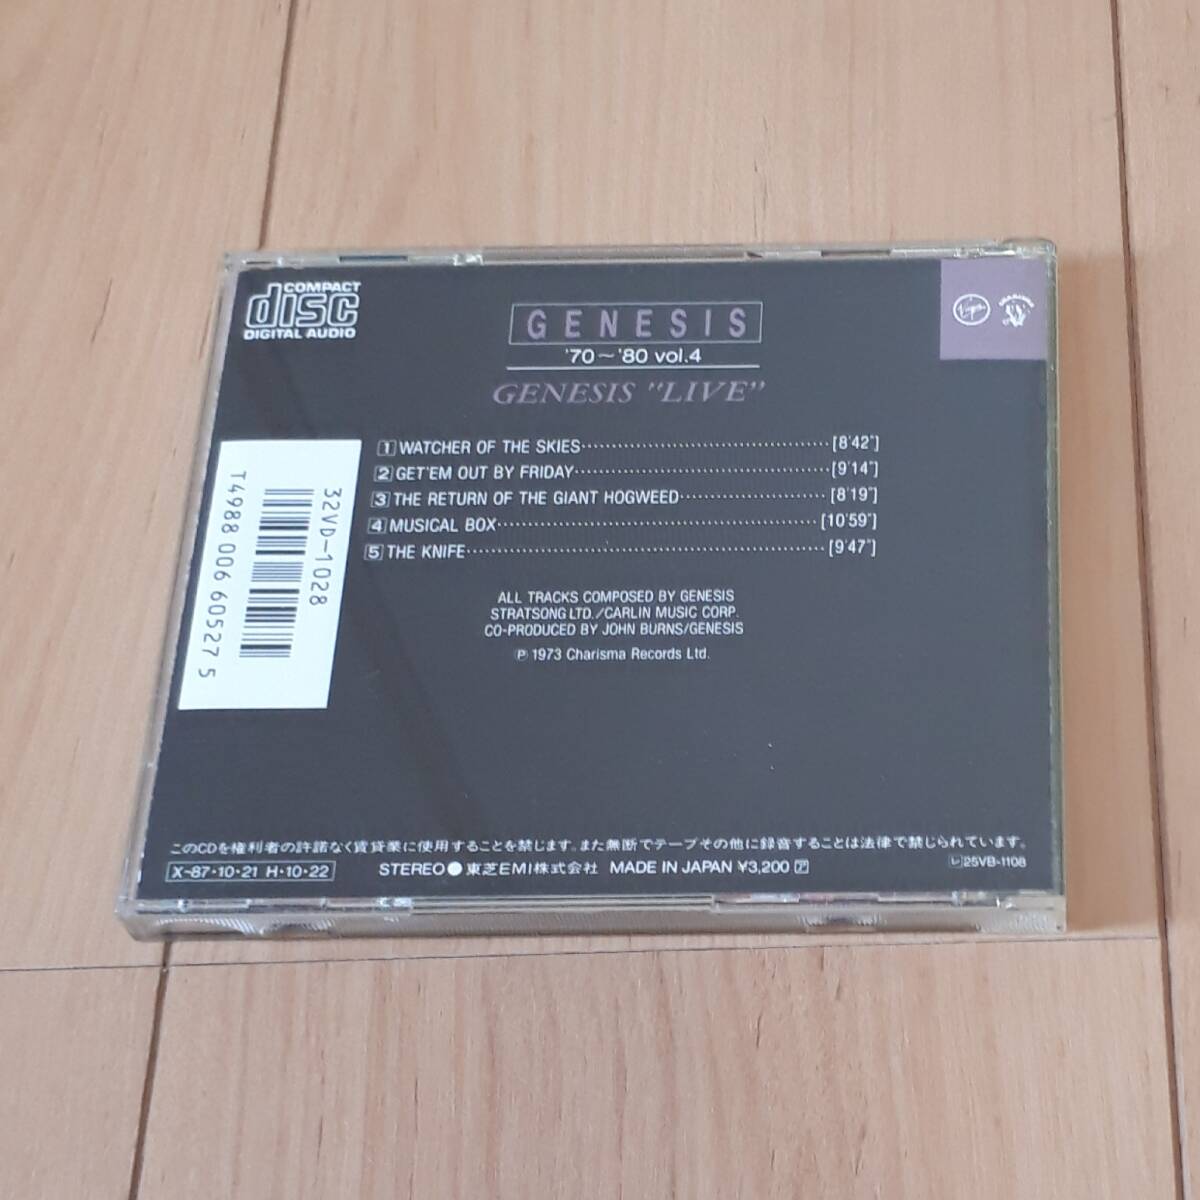 COMPACT
disc
DIGITAL AUDIO
GENESIS
'70～'80 vol.4
GENESIS "LIVE"
Virgin
1 WATCHER OF THE SKIES [8'42"]
2 GET'EM OUT BY FRIDAY [9'14"]
3 THE RETURN OF THE GIANT HOGWEED [8'19"]
4 MUSICAL BOX [10'59"]
5 THE KNIFE [9'47"]
32VD-1028
T4988 006 60527 5
ALL TRACKS COMPOSED BY GENESIS
STRATSONG LTD./CARLIN MUSIC CORP.
CO-PRODUCED BY JOHN BURNS/GENESIS
Ⓟ 1973 Charisma Records Ltd.
このCDを権利者の許諾なく賃貸業に使用することを禁じます。また無断でテープその他に録音することは法律で禁じられています。
X-87·10·21 H·10·22 STEREO●東芝EMI株式会社 MADE IN JAPAN ¥3,200 ア レ25VB-1108